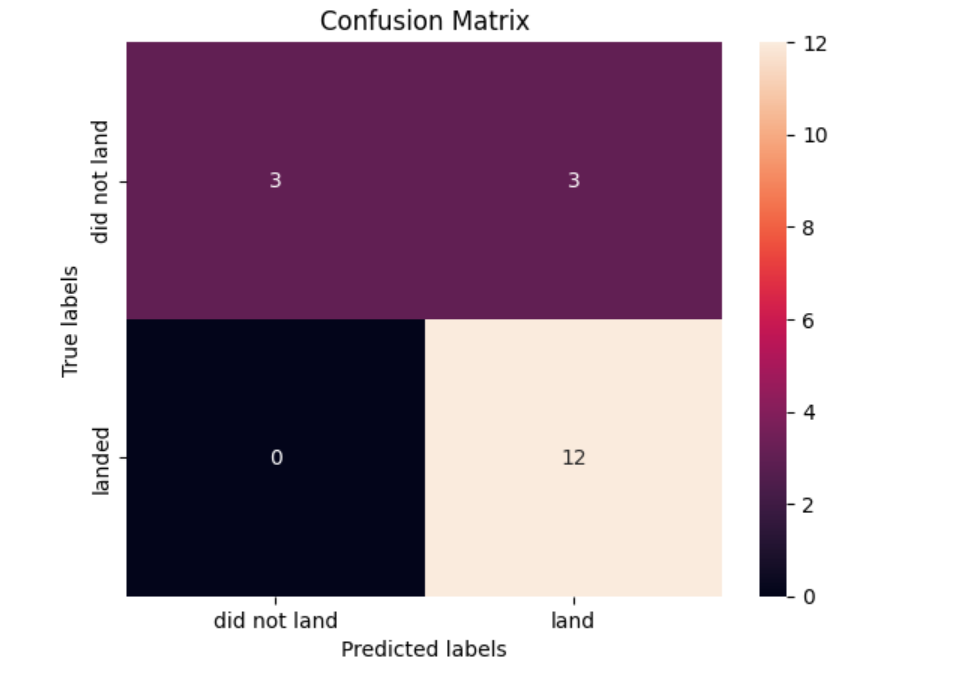 Confusion Matrix
12
10
8
6
4
2
0
True labels
did not land
landed
3
3
0
12
did not land
land
Predicted labels